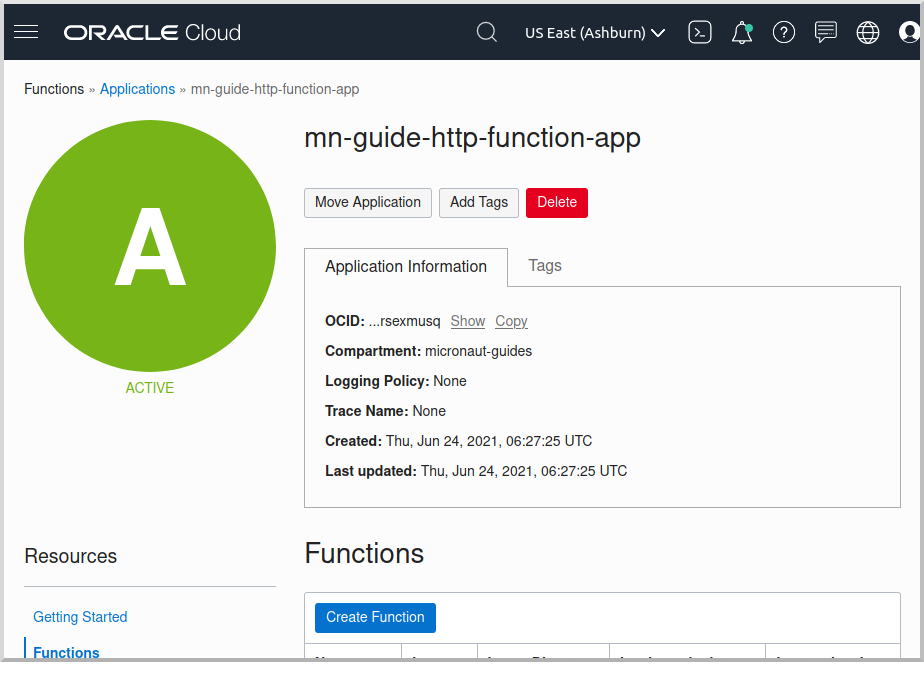 ORACLE Cloud
US East (Ashburn)
Functions » Applications » mn-guide-http-function-app
A
ACTIVE
mn-guide-http-function-app
Move Application Add Tags Delete
Application Information Tags
OCID: ...rsexmusq Show Copy
Compartment: micronaut-guides
Logging Policy: None
Trace Name: None
Created: Thu, Jun 24, 2021, 06:27:25 UTC
Last updated: Thu, Jun 24, 2021, 06:27:25 UTC
Resources
Getting Started
Functions
Functions
Create Function